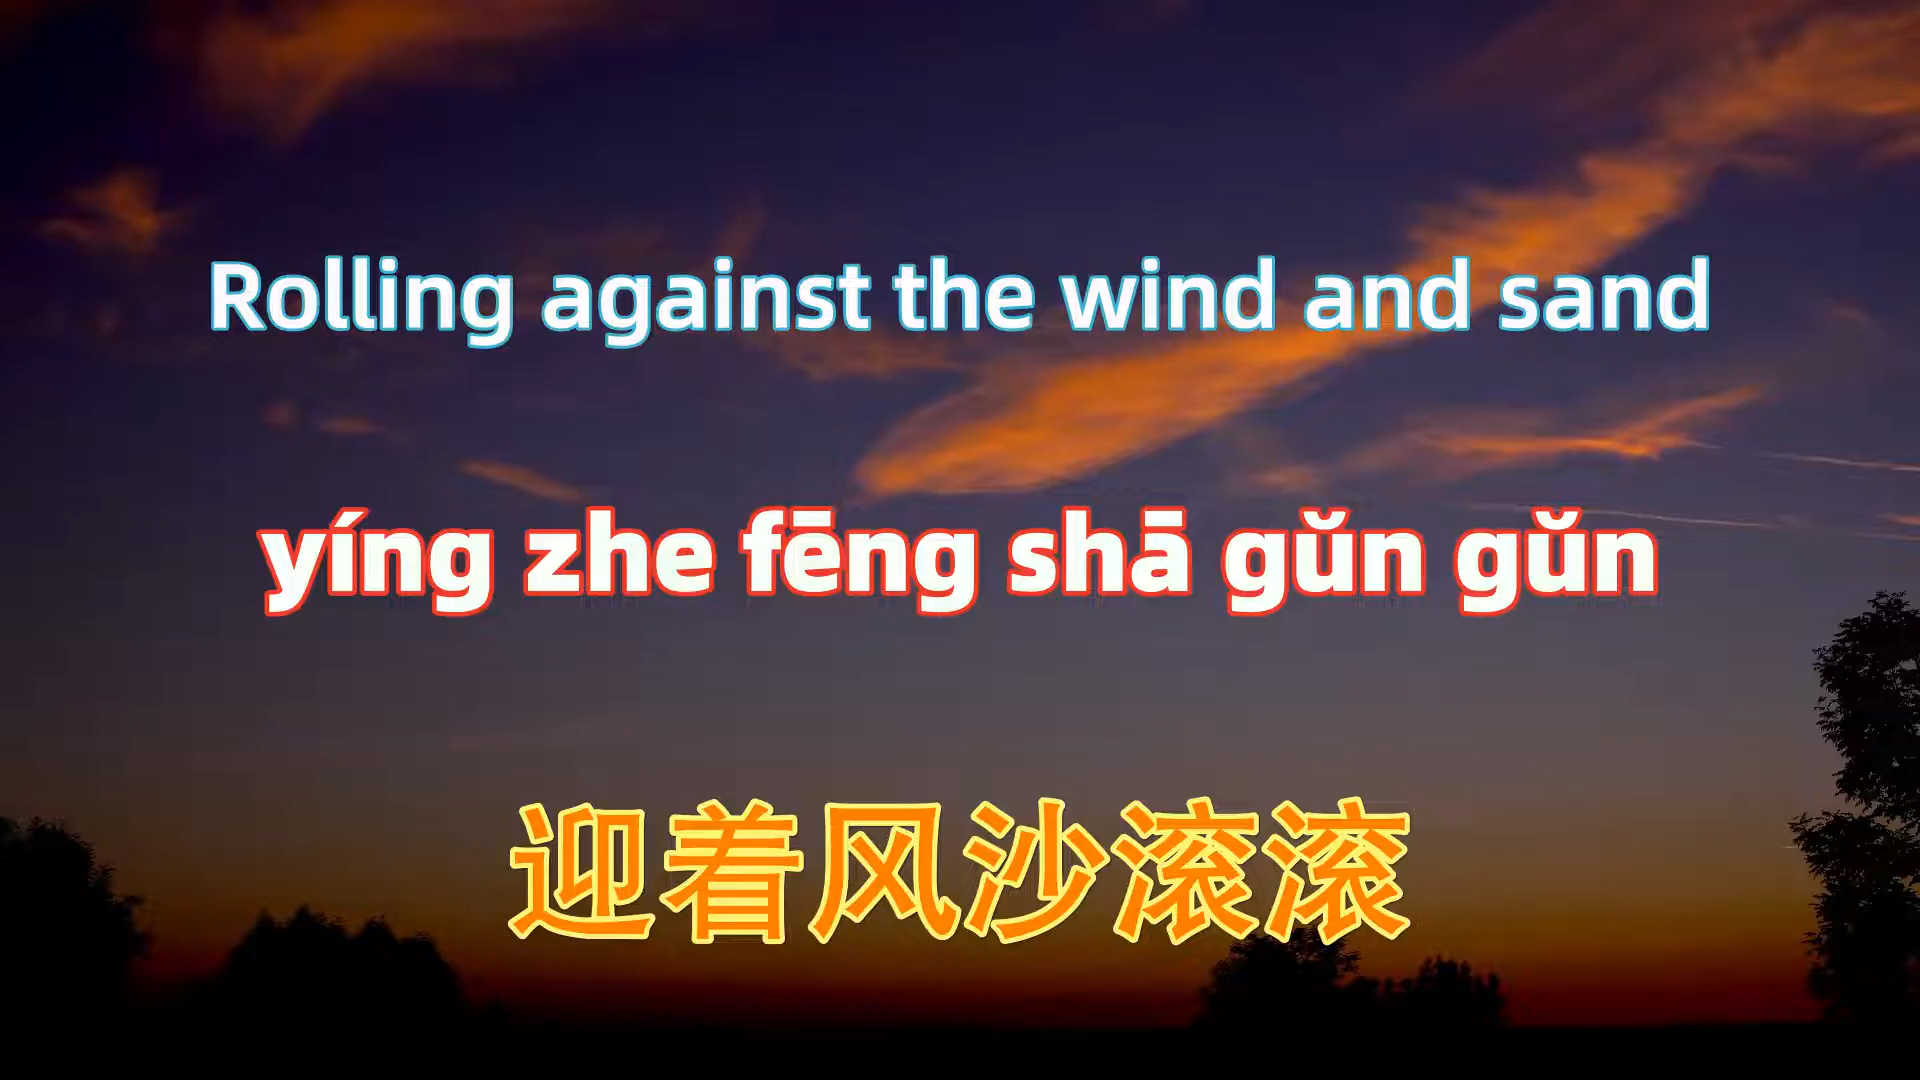 Rolling against the wind and sand
yíng zhe fēng shā gŭn gŭn
迎着风沙滚滚